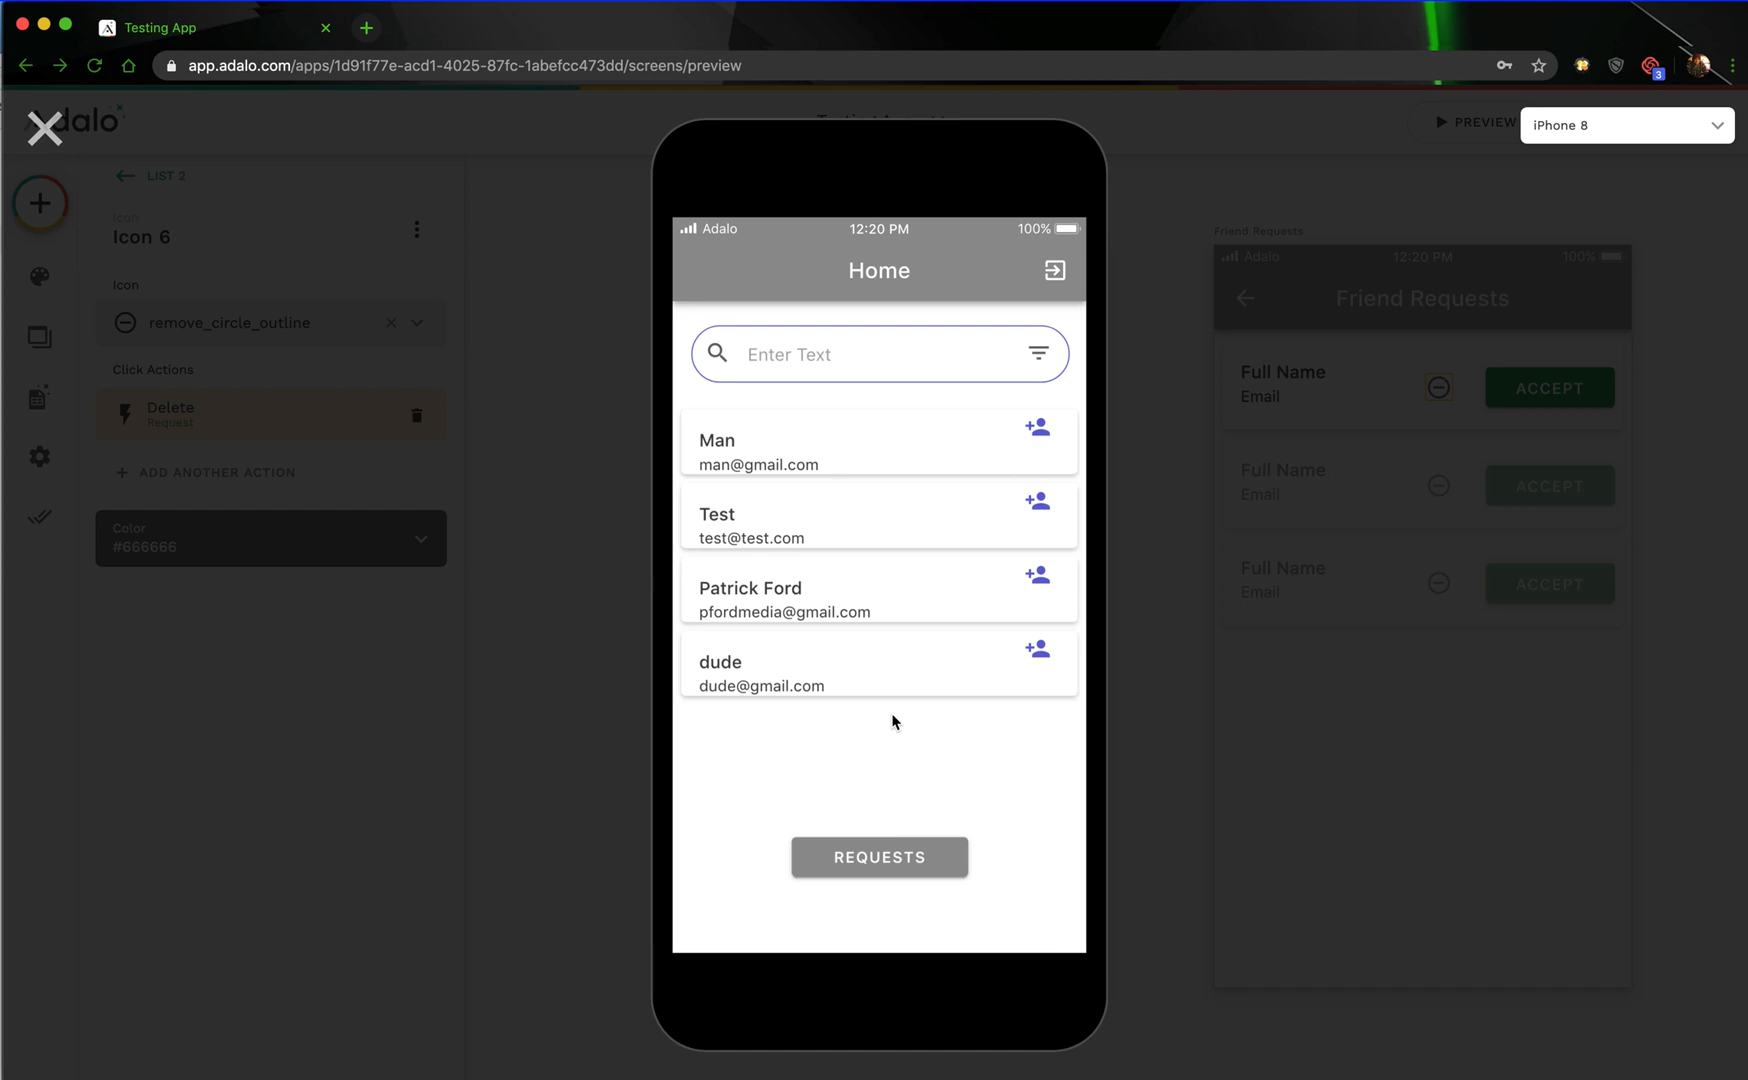 Testing App
app.adalo.com/apps/1d91f77e-acd1-4025-87fc-1abefcc473dd/screens/preview
3
dalo
PREVIEW
iPhone 8
LIST 2
Icon
Icon 6
Icon
remove_circle_outline
Click Actions
Delete
Request
ADD ANOTHER ACTION
Color
#666666
Adalo
12:20 PM
100%
Home
Enter Text
Man
man@gmail.com
Test
test@test.com
Patrick Ford
pfordmedia@gmail.com
dude
dude@gmail.com
REQUESTS
Friend Requests
Adalo
12:20 PM
100%
Friend Requests
Full Name
Email
ACCEPT
Full Name
Email
ACCEPT
Full Name
Email
ACCEPT